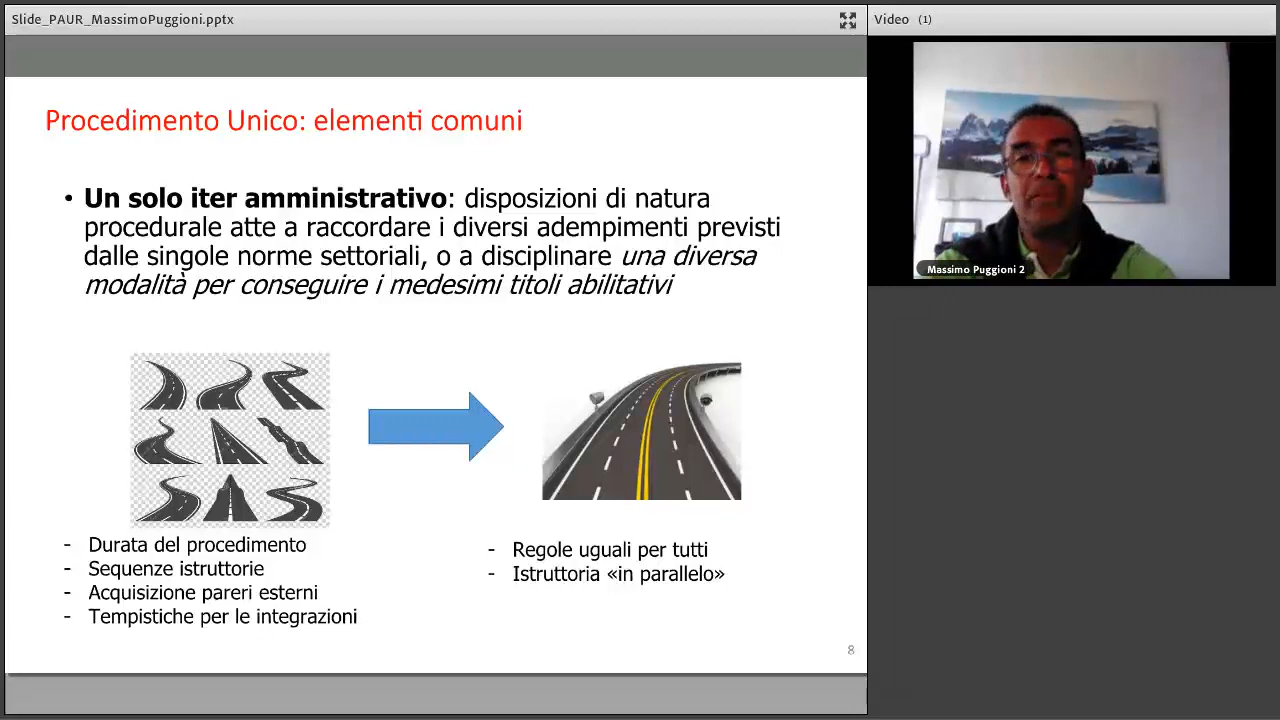 Slide_PAUR_MassimoPuggioni.pptx
Video (1)
Procedimento Unico: elementi comuni
• Un solo iter amministrativo: disposizioni di natura
procedurale atte a raccordare i diversi adempimenti previsti
dalle singole norme settoriali, o a disciplinare una diversa
modalità per conseguire i medesimi titoli abilitativi
- Durata del procedimento
- Sequenze istruttorie
- Acquisizione pareri esterni
- Tempistiche per le integrazioni
- Regole uguali per tutti
- Istruttoria «in parallelo»
8
Massimo Puggioni 2